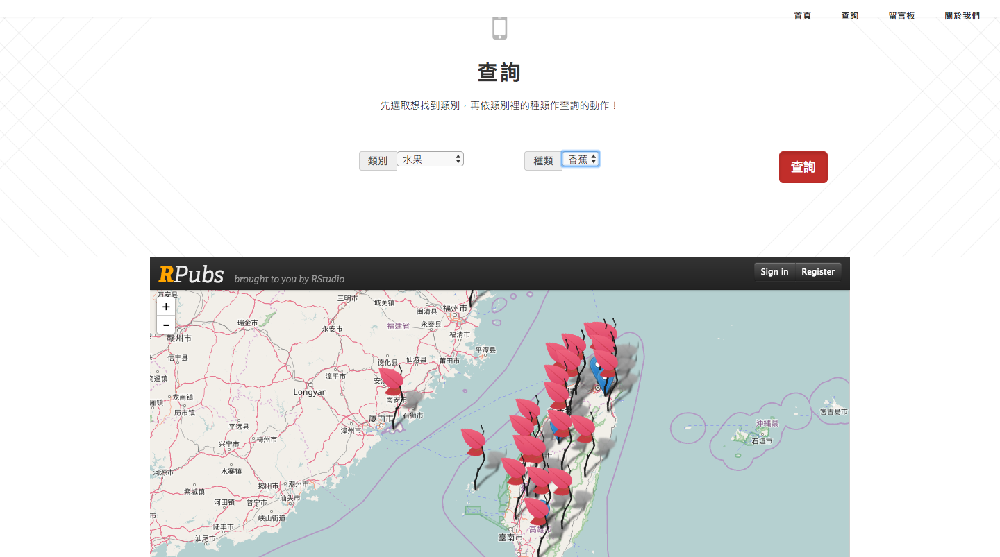 首頁 查詢 留言板 關於我們
查詢
先選取想找到類別，再依類別裡的種類作查詢的動作！
類別 水果 種類 香蕉 查詢
RPubs brought to you by RStudio Sign in Register
万安县
三明市
城关镇
福州市
闽清县
+
瑞金市
永安市
福建省
永泰县
−
赣州市
福清市
平潭县
信丰县
德化县
仙游县
莆田市
漳平市
Longyan
龙南镇
南安市
历市镇
厦门市
石狮市
宮古島市
平远县
漳州市
沖縄県
兴宁市
梅州市
石垣市
河源市
水寨镇
揭阳市
潮州市
紫城镇
汕头市
河田镇
普宁市
峡山街道
陆丰市
高雄市
汕尾市
臺南市